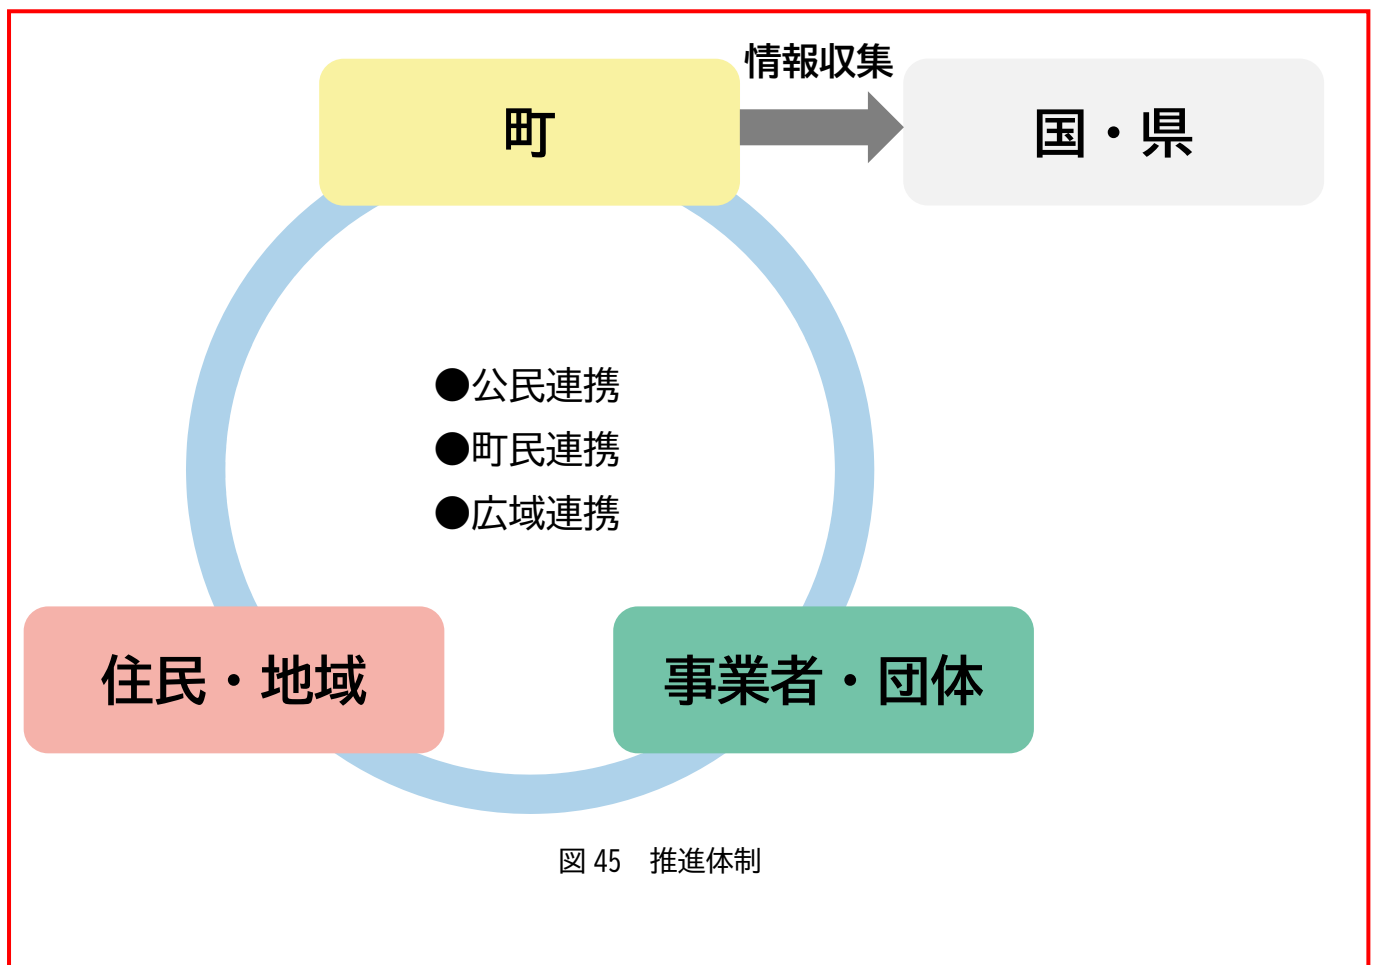 情報収集
町
国・県
●公民連携
●町民連携
●広域連携
住民・地域
事業者・団体
図 45　推進体制